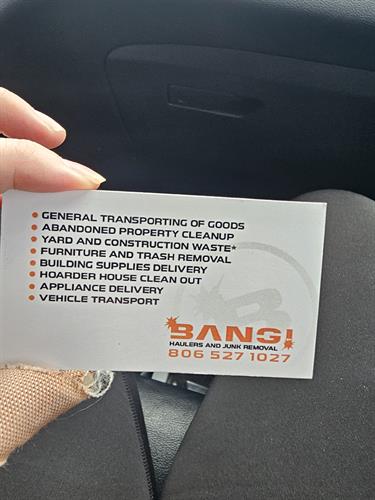 GENERAL TRANSPORTING OF GOODS
ABANDONED PROPERTY CLEANUP
YARD AND CONSTRUCTION WASTE*
FURNITURE AND TRASH REMOVAL
BUILDING SUPPLIES DELIVERY
HOARDER HOUSE CLEAN OUT
APPLIANCE DELIVERY
VEHICLE TRANSPORT
BANG!
HAULERS AND JUNK REMOVAL
806 527 1027